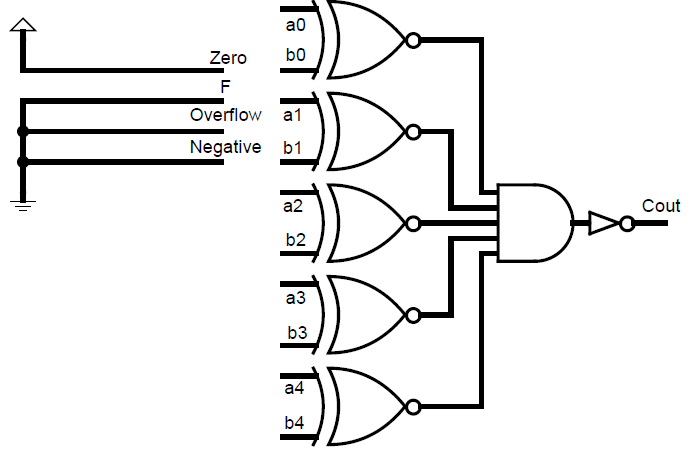 Zero
F
Overflow
Negative
a0
b0
a1
b1
a2
b2
a3
b3
a4
b4
Cout